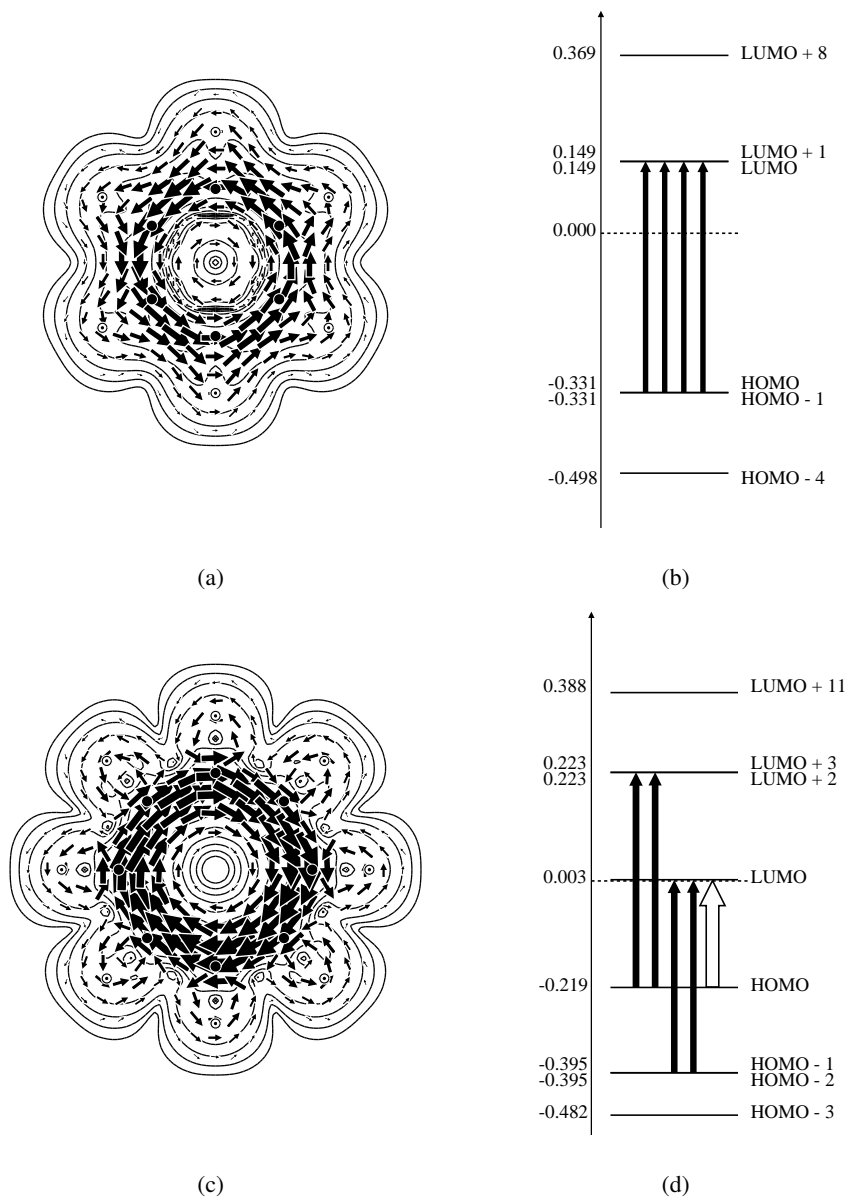 0.369 LUMO + 8
0.149 LUMO + 1
0.149 LUMO
0.000
-0.331 HOMO
-0.331 HOMO - 1
-0.498 HOMO - 4
(a) (b)
0.388 LUMO + 11
0.223 LUMO + 3
0.223 LUMO + 2
0.003 LUMO
-0.219 HOMO
-0.395 HOMO - 1
-0.395 HOMO - 2
-0.482 HOMO - 3
(c) (d)